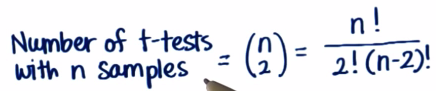 Number of t-tests
with n samples = (n 2) = n! / 2!(n-2)!